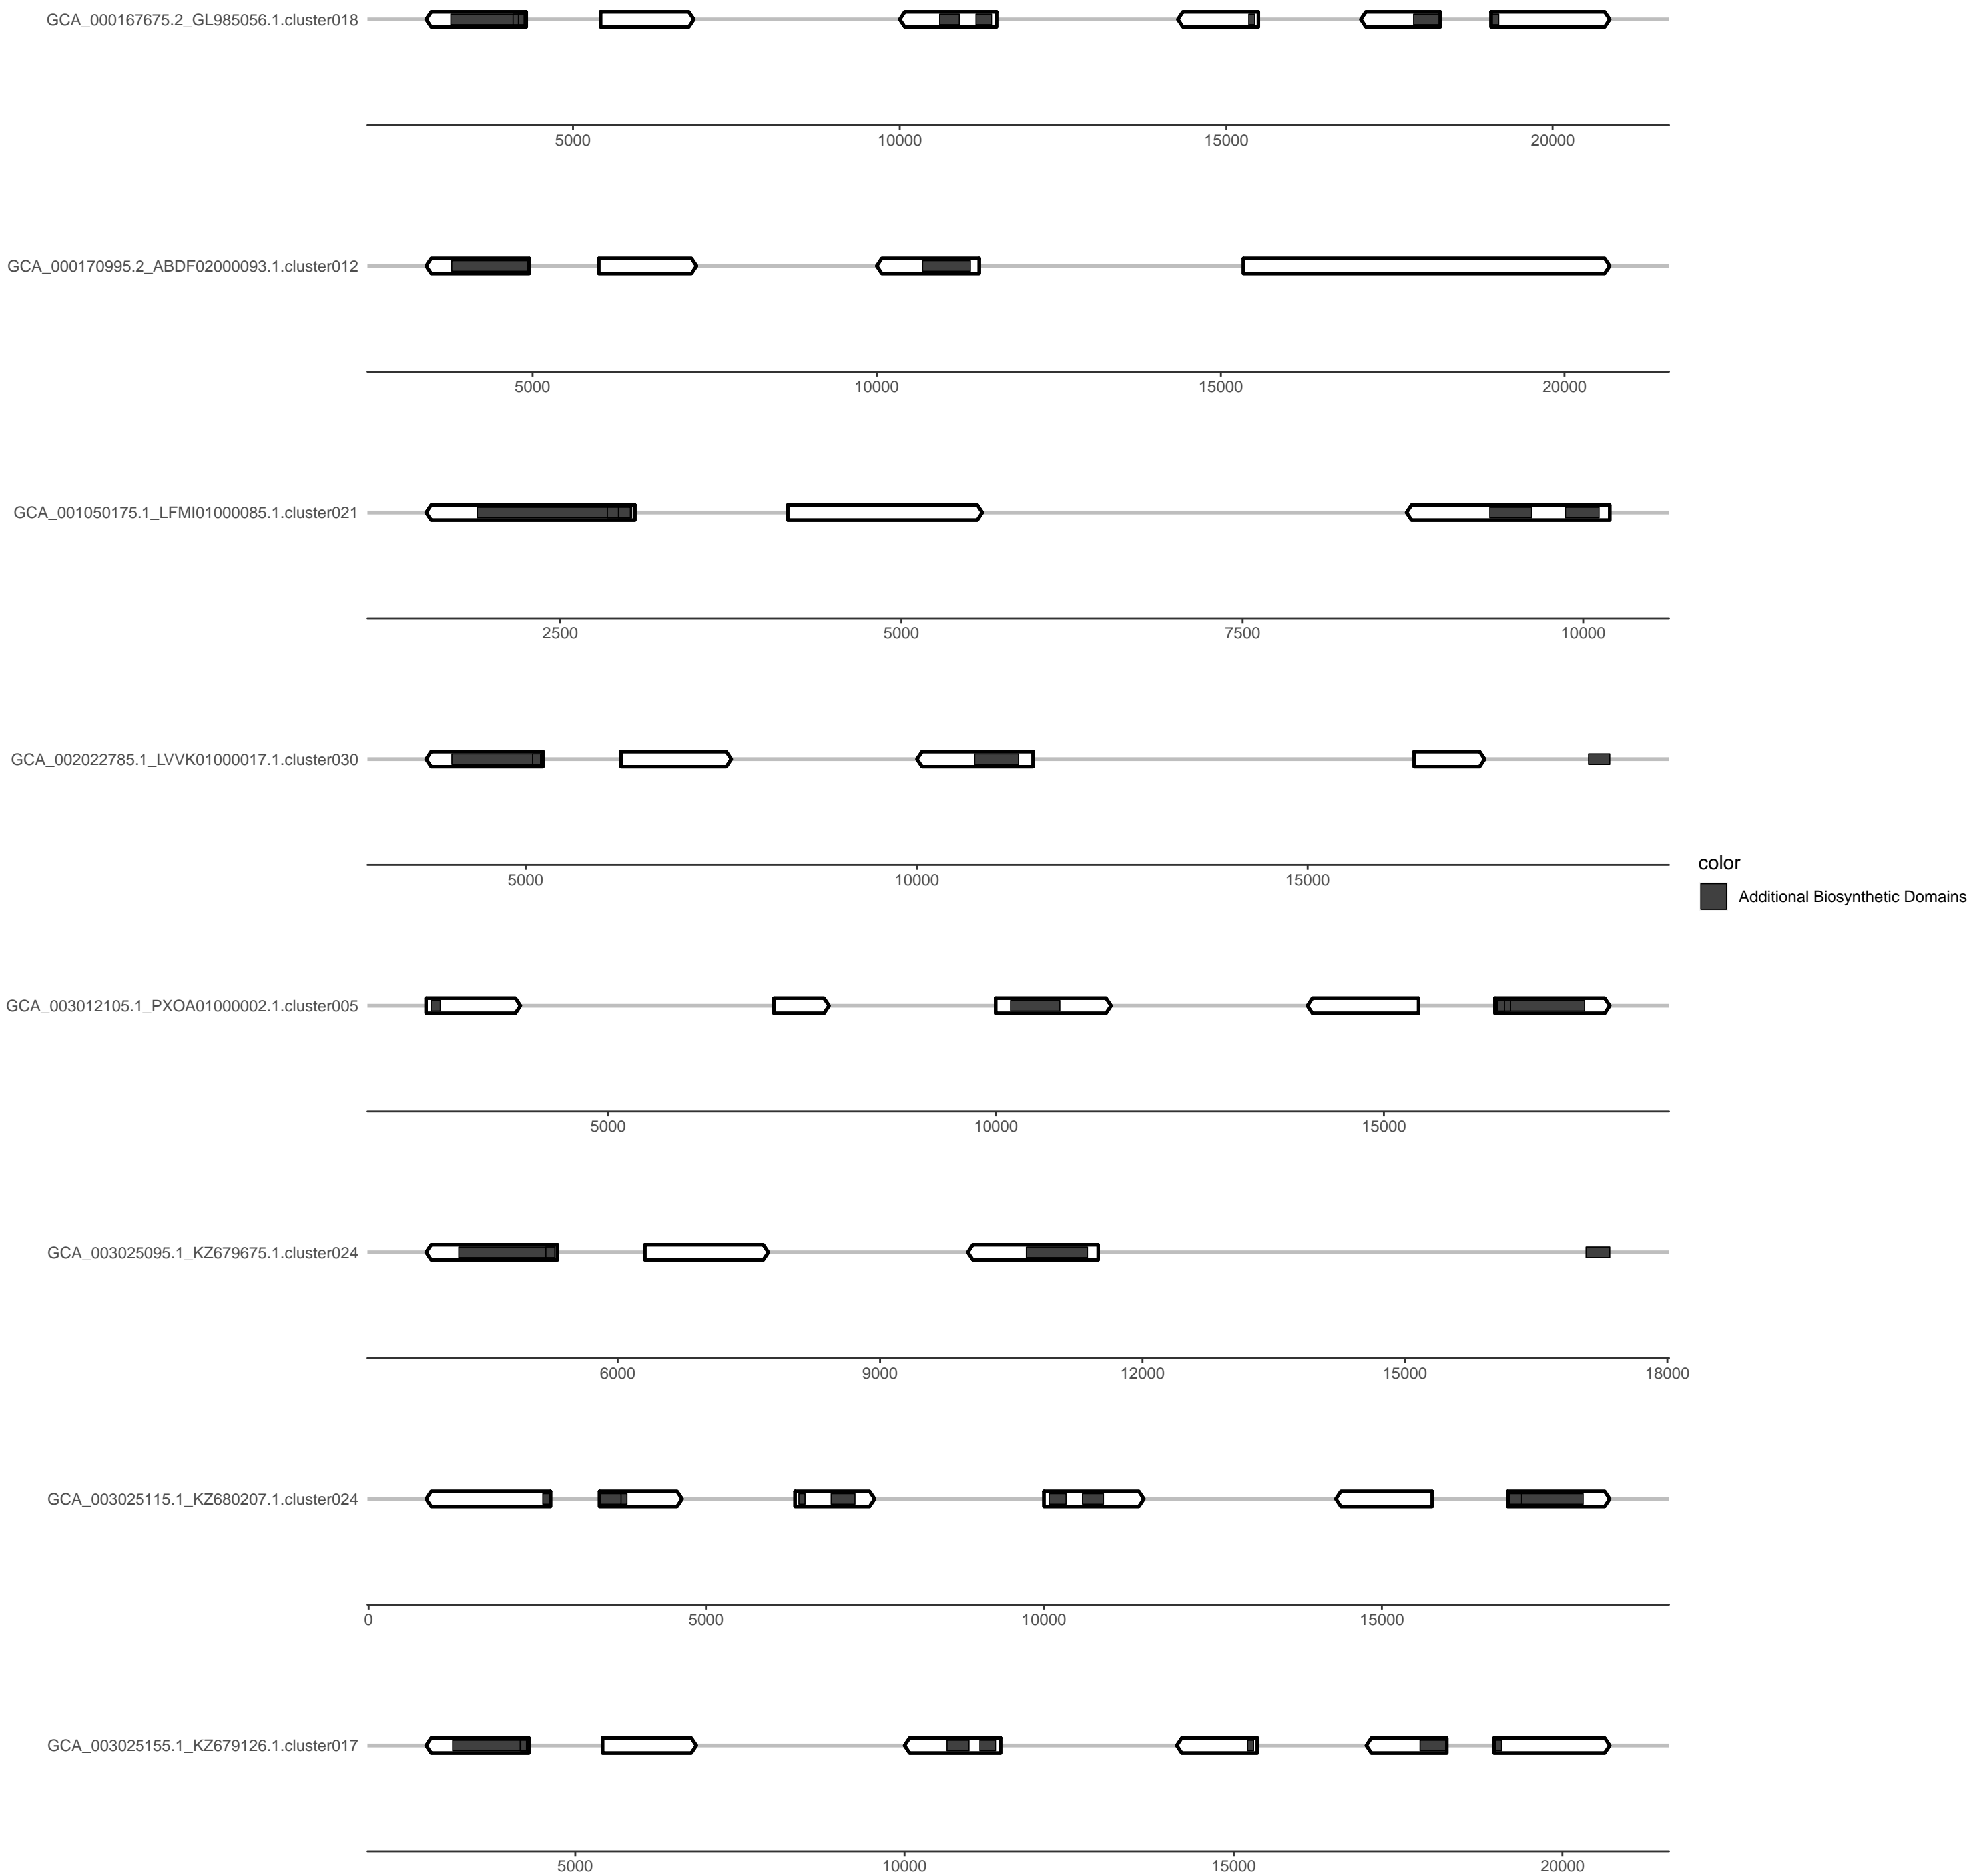 GCA_000167675.2_GL985056.1.cluster018
5000 10000 15000 20000
GCA_000170995.2_ABDF02000093.1.cluster012
5000 10000 15000 20000
GCA_001050175.1_LFMI01000085.1.cluster021
2500 5000 7500 10000
GCA_002022785.1_LVVK01000017.1.cluster030
5000 10000 15000
color
Additional Biosynthetic Domains
GCA_003012105.1_PXOA01000002.1.cluster005
5000 10000 15000
GCA_003025095.1_KZ679675.1.cluster024
6000 9000 12000 15000 18000
GCA_003025115.1_KZ680207.1.cluster024
0 5000 10000 15000
GCA_003025155.1_KZ679126.1.cluster017
5000 10000 15000 20000